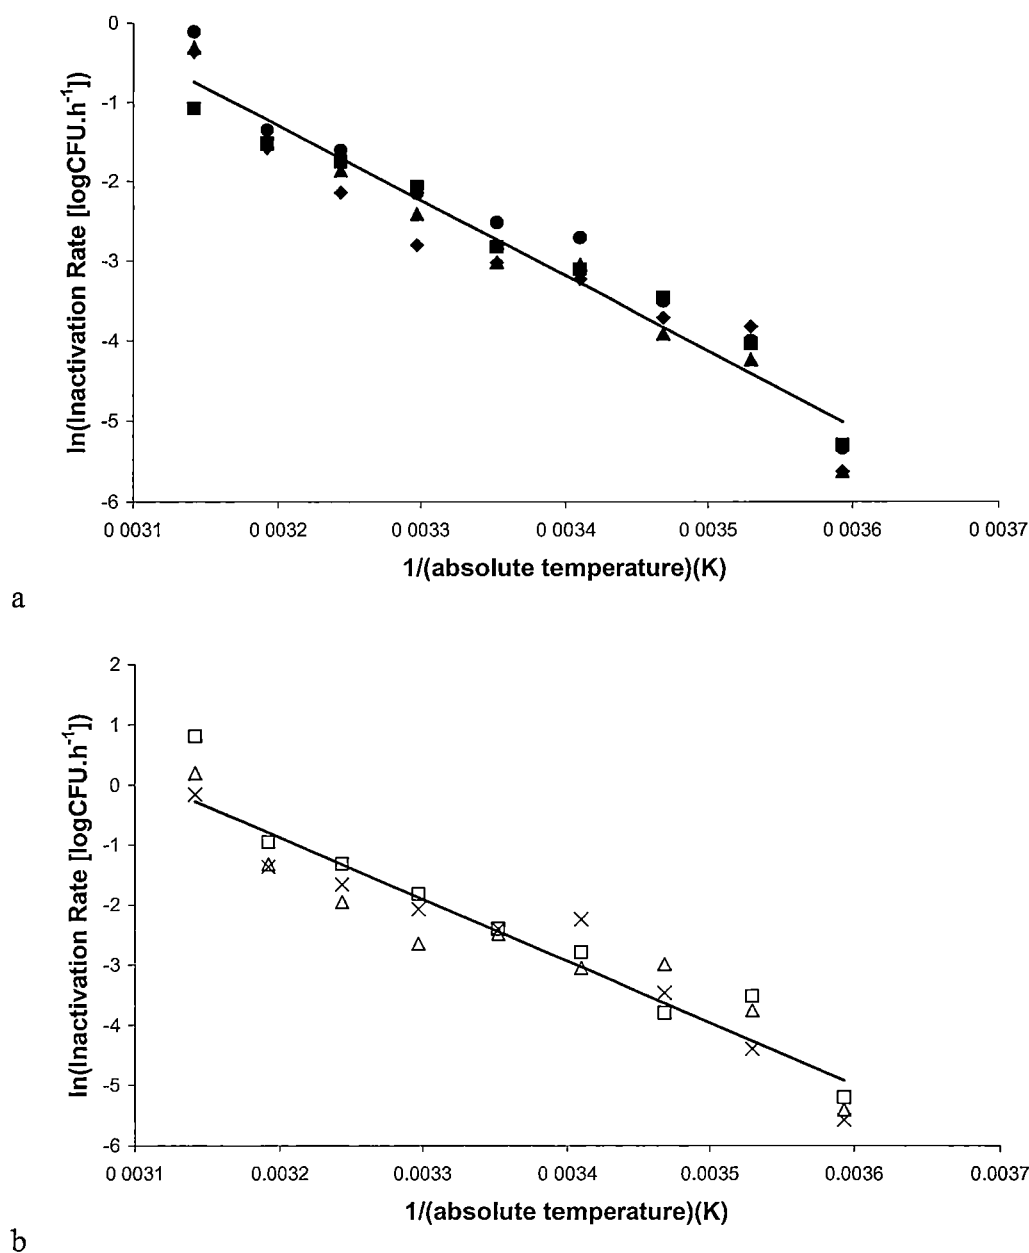 0
-1
-2
-3
-4
-5
-6
ln(Inactivation Rate [logCFU.h-1])
0 0031 0 0032 0 0033 0 0034 0 0035 0 0036 0 0037
1/(absolute temperature)(K)
a
2
1
0
-1
-2
-3
-4
-5
-6
ln(Inactivation Rate [logCFU.h-1])
0 0031 0.0032 0.0033 0 0034 0 0035 0 0036 0.0037
1/(absolute temperature)(K)
b